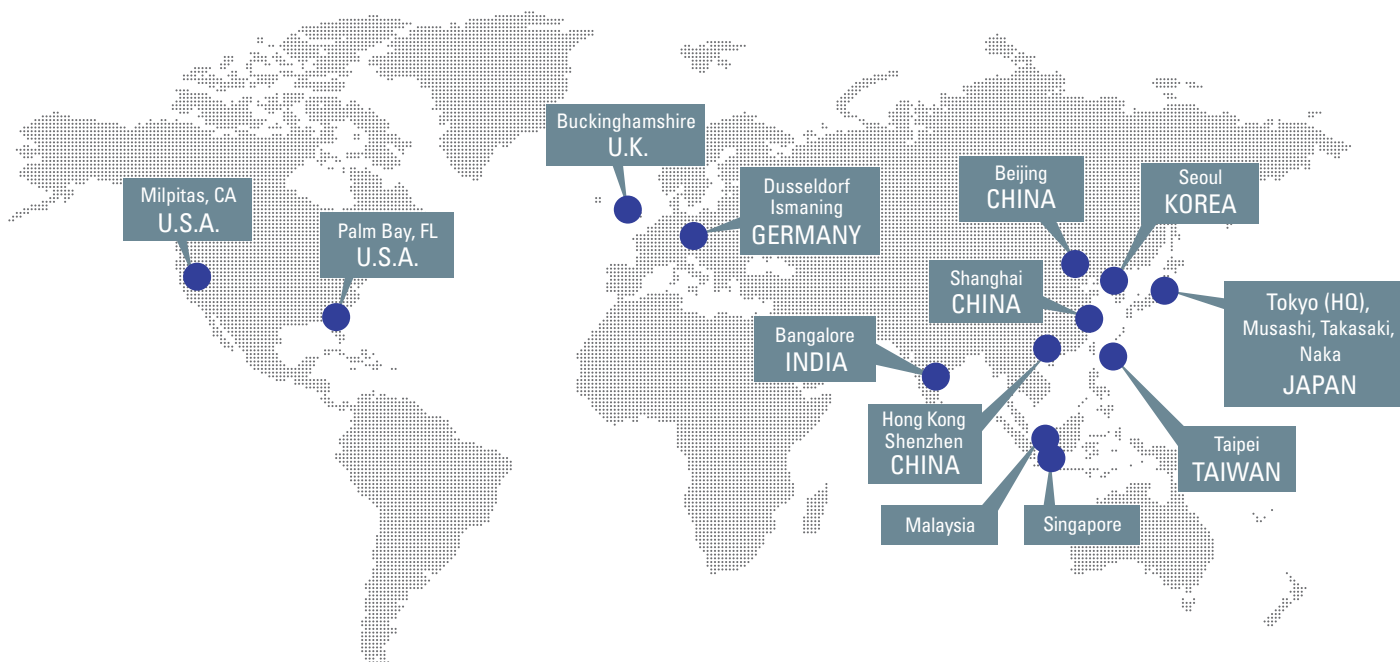 Buckinghamshire
U.K.
Milpitas, CA
U.S.A.
Palm Bay, FL
U.S.A.
Dusseldorf
Ismaning
GERMANY
Beijing
CHINA
Seoul
KOREA
Shanghai
CHINA
Tokyo (HQ),
Musashi, Takasaki,
Naka
JAPAN
Bangalore
INDIA
Hong Kong
Shenzhen
CHINA
Taipei
TAIWAN
Malaysia
Singapore